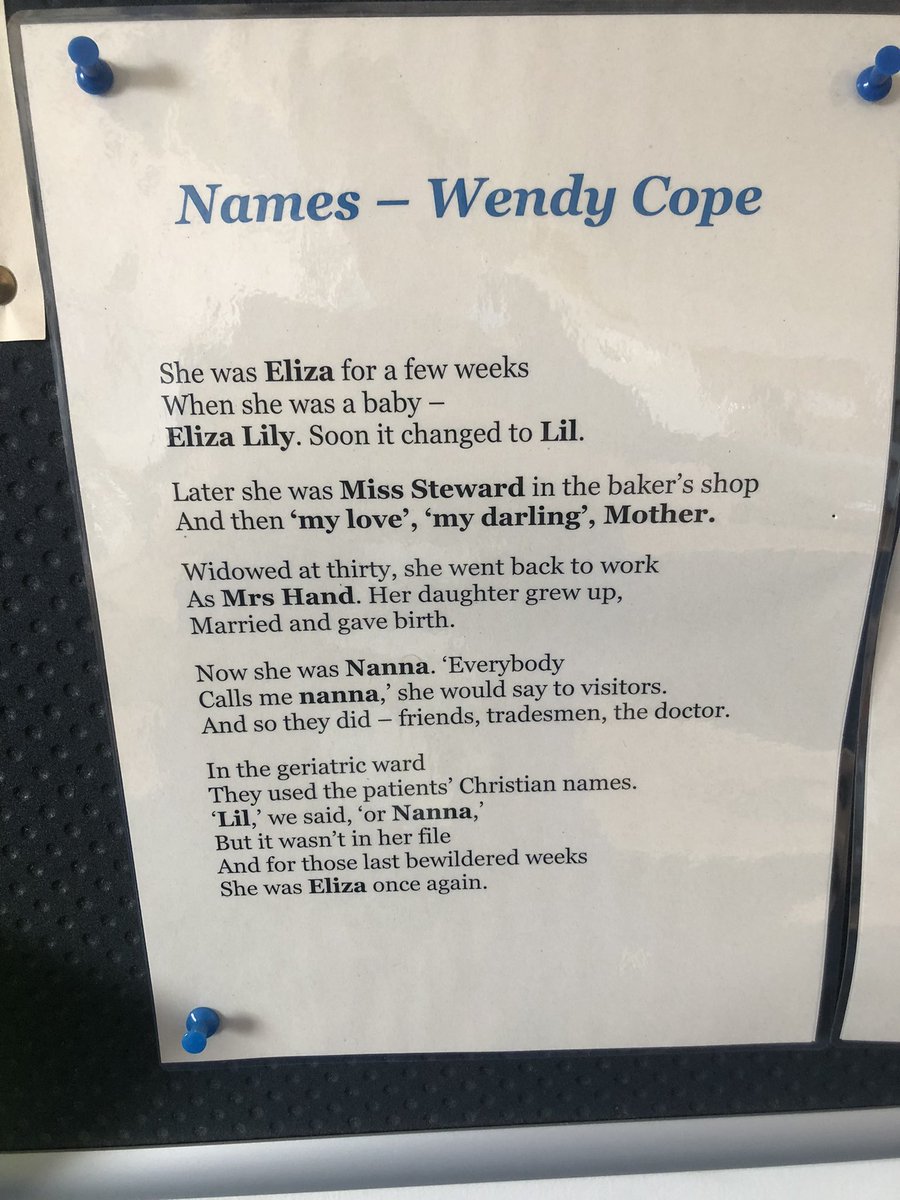 Names – Wendy Cope
She was Eliza for a few weeks
When she was a baby –
Eliza Lily. Soon it changed to Lil.
Later she was Miss Steward in the baker's shop
And then 'my love', 'my darling', Mother.
Widowed at thirty, she went back to work
As Mrs Hand. Her daughter grew up,
Married and gave birth.
Now she was Nanna. 'Everybody
Calls me nanna,' she would say to visitors.
And so they did – friends, tradesmen, the doctor.
In the geriatric ward
They used the patients' Christian names.
'Lil,' we said, 'or Nanna,'
But it wasn't in her file
And for those last bewildered weeks
She was Eliza once again.